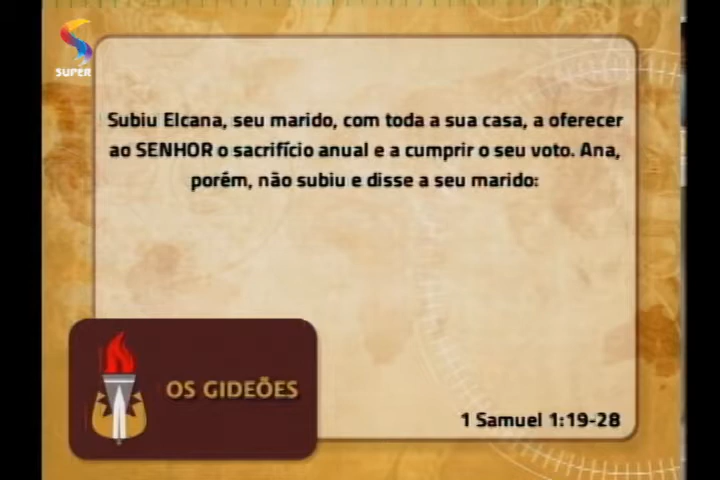 SUPER
Subiu Elcana, seu marido, com toda a sua casa, a oferecer
ao SENHOR o sacrifício anual e a cumprir o seu voto. Ana,
porém, não subiu e disse a seu marido:
OS GIDEÕES
1 Samuel 1:19-28